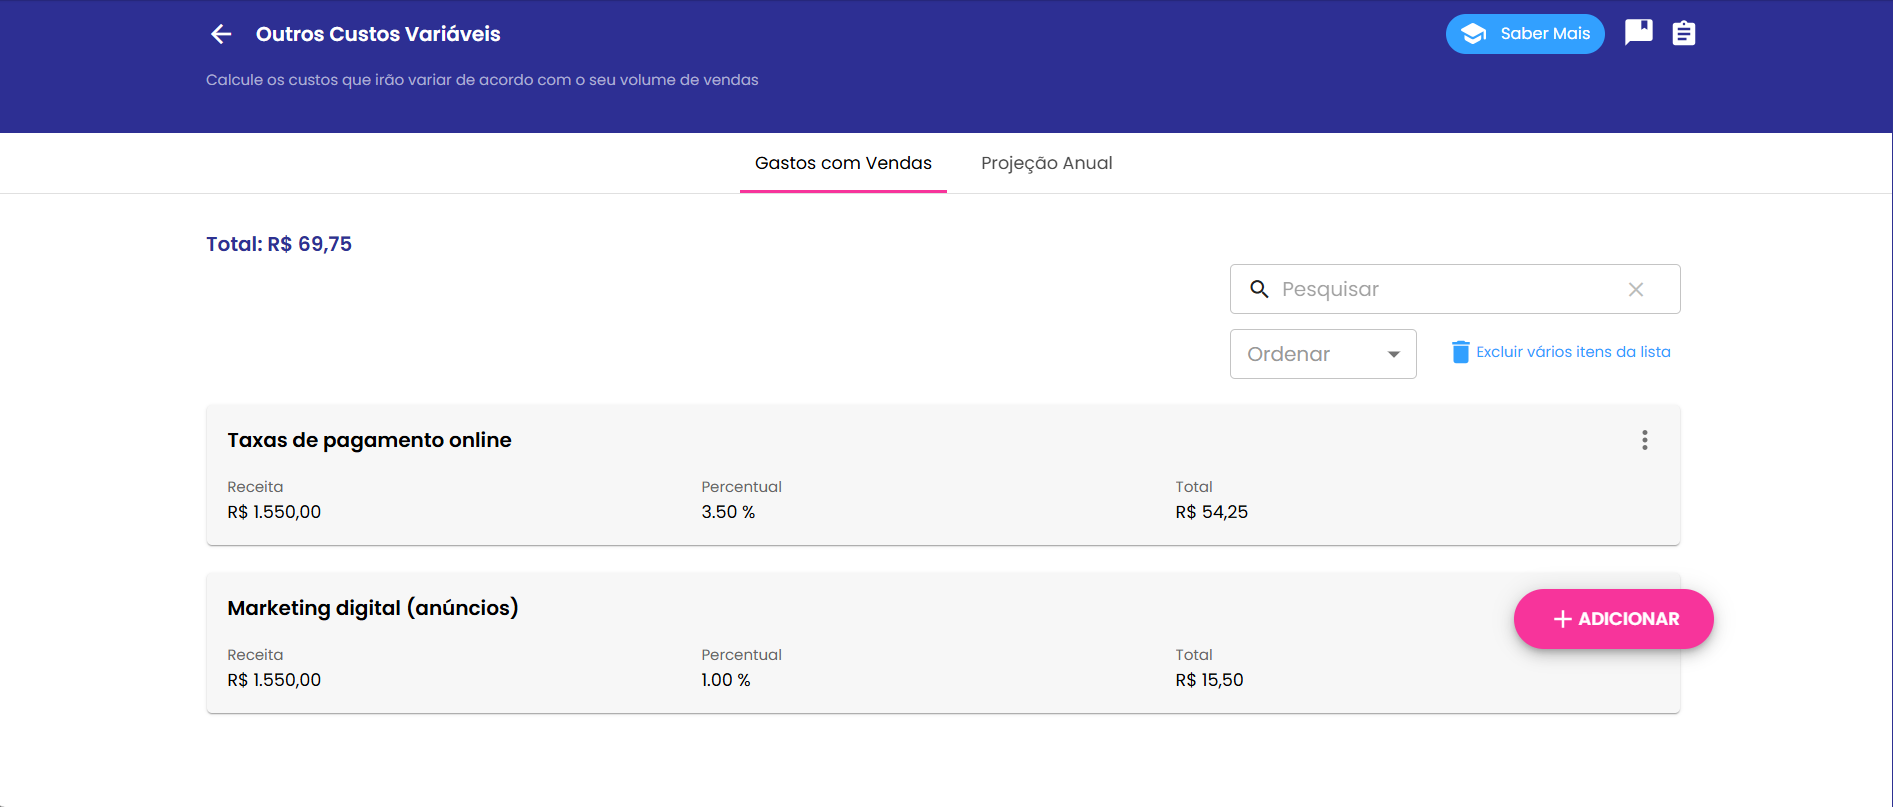 Outros Custos Variáveis
Saber Mais
Calcule os custos que irão variar de acordo com o seu volume de vendas
Gastos com Vendas
Projeção Anual
Total: R$ 69,75
Pesquisar
Ordenar
Excluir vários itens da lista
Taxas de pagamento online
Receita
Percentual
Total
R$ 1.550,00
3.50 %
R$ 54,25
Marketing digital (anúncios)
ADICIONAR
Receita
Percentual
Total
R$ 1.550,00
1.00 %
R$ 15,50